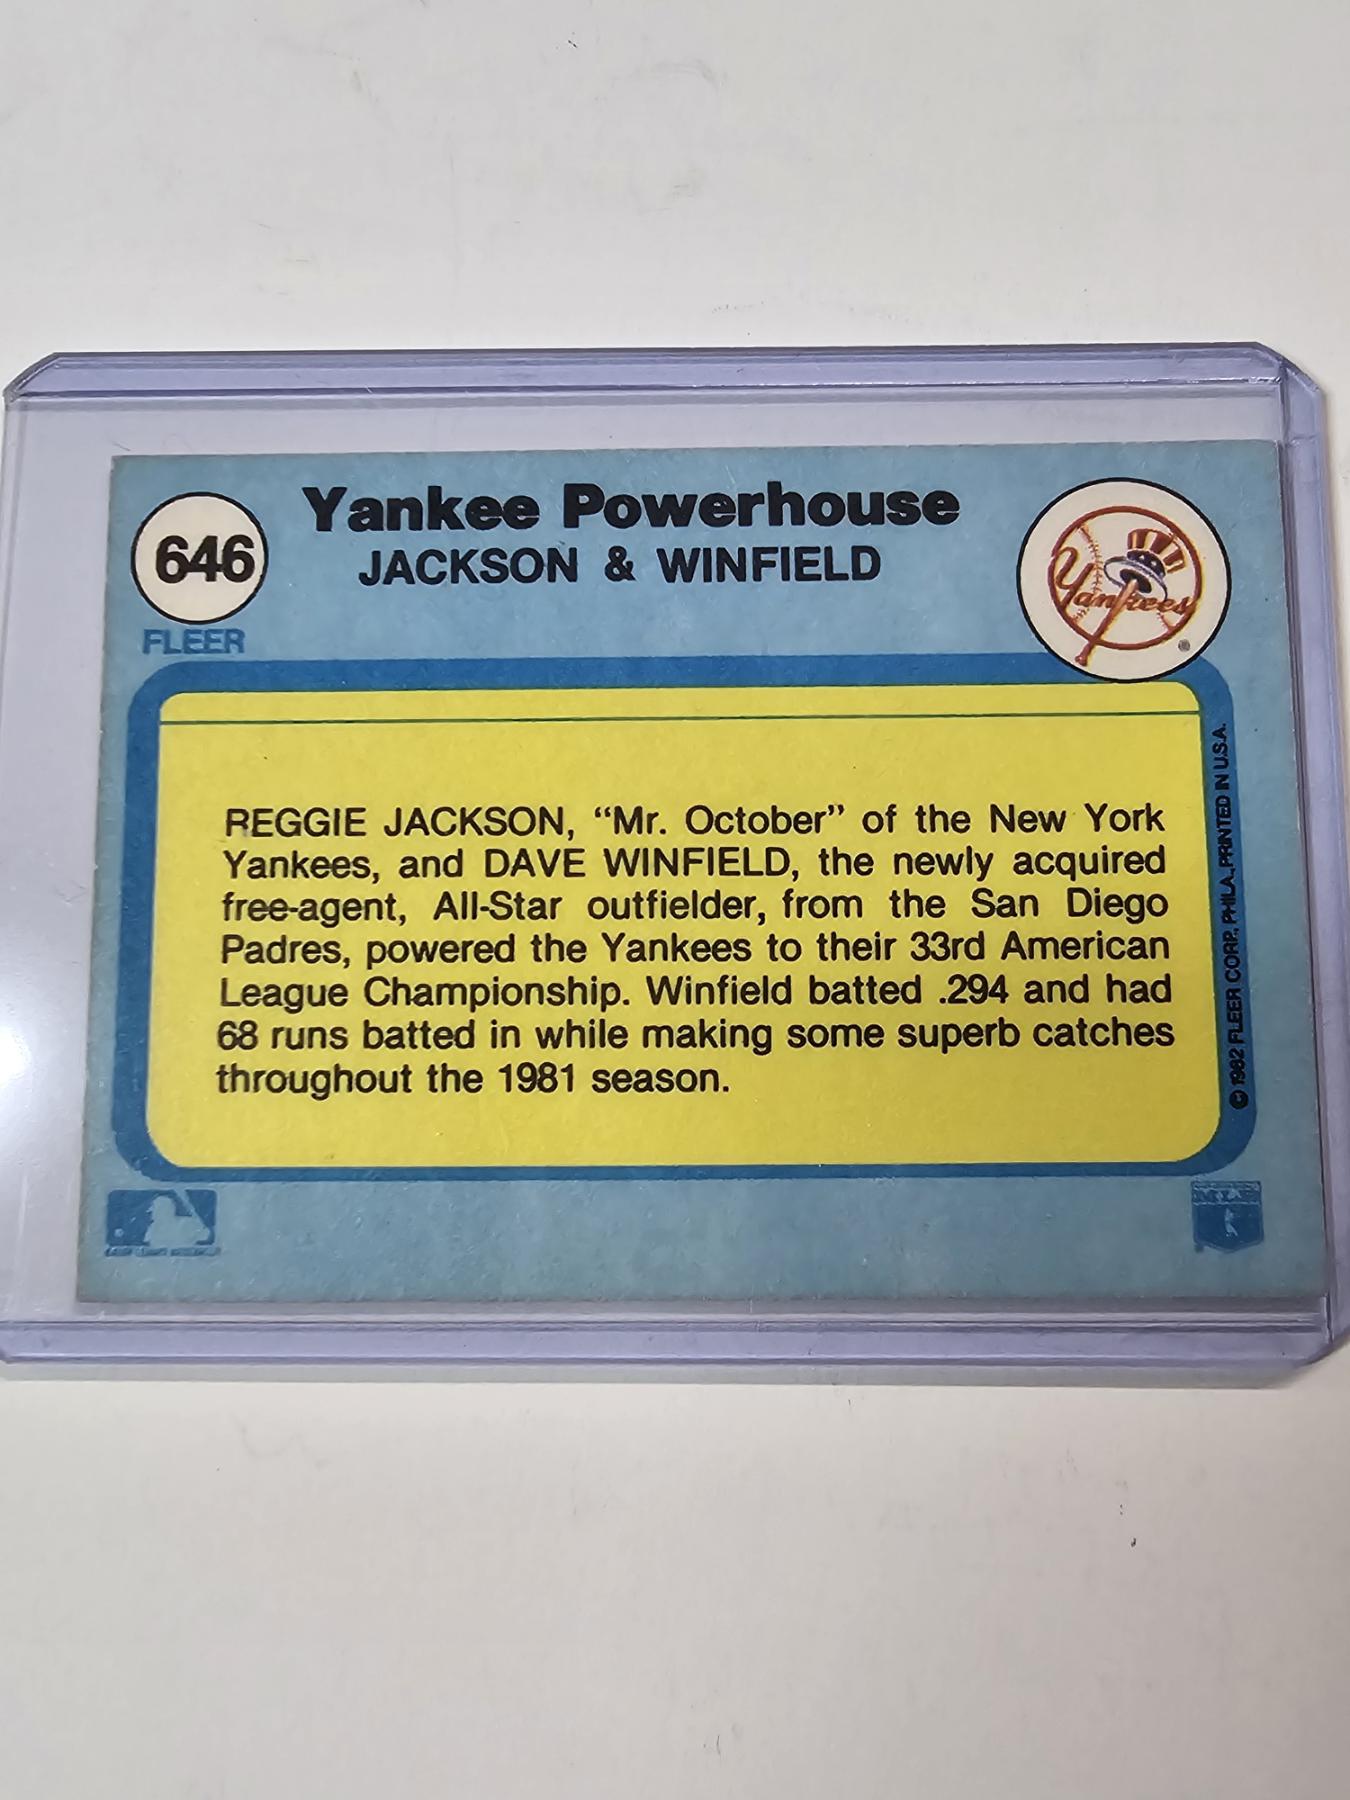 646
FLEER
Yankee Powerhouse
JACKSON & WINFIELD
Yankees
REGGIE JACKSON, “Mr. October” of the New York
Yankees, and DAVE WINFIELD, the newly acquired
free-agent, All-Star outfielder, from the San Diego
Padres, powered the Yankees to their 33rd American
League Championship. Winfield batted .294 and had
68 runs batted in while making some superb catches
throughout the 1981 season.
© 1982 FLEER CORP., PHILA., PRINTED IN U.S.A.